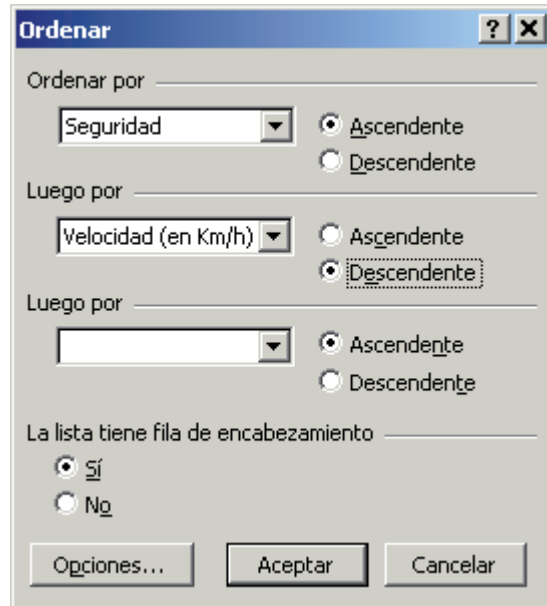 Ordenar
Ordenar por
Seguridad
Ascendente
Descendente
Luego por
Velocidad (en Km/h)
Ascendente
Descendente
Luego por
Ascendente
Descendente
La lista tiene fila de encabezamiento
Sí
No
Opciones... Aceptar Cancelar